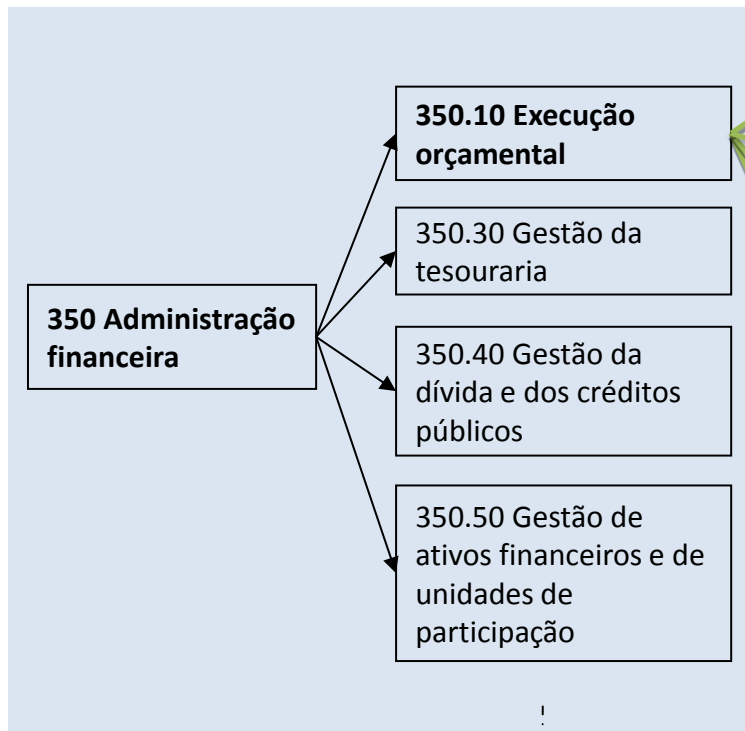 350 Administração
financeira
350.10 Execução
orçamental
350.30 Gestão da
tesouraria
350.40 Gestão da
dívida e dos créditos
públicos
350.50 Gestão de
ativos financeiros e de
unidades de
participação